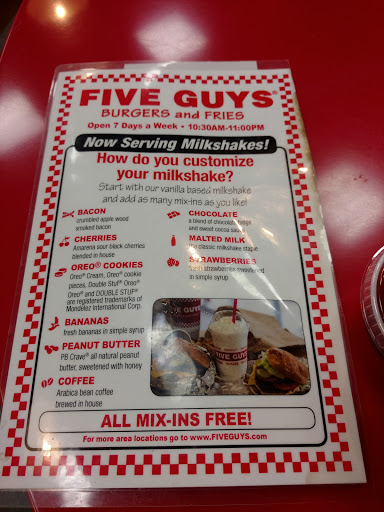 FIVE GUYS®
BURGERS and FRIES
Open 7 Days a Week • 10:30AM-11:00PM
Now Serving Milkshakes!
How do you customize
your milkshake?
Start with our vanilla based milkshake
and add as many mix-ins as you like!
BACON
crumbled apple wood
smoked bacon
CHERRIES
Amarena sour black cherries
blended in house
OREO® COOKIES
Oreo® Cream, Oreo® cookie
pieces, Double Stuf® Oreo®
Oreo® and DOUBLE STUF®
are registered trademarks of
Mondelez International Corp.
BANANAS
fresh bananas in simple syrup
PEANUT BUTTER
PB Crave® all natural peanut
butter, sweetened with honey
COFFEE
Arabica bean coffee
brewed in house
CHOCOLATE
a blend of chocolate fudge
and sweet cocoa sauce
MALTED MILK
classic milkshake staple
STRAWBERRIES
fresh strawberries sweetened
in simple syrup
FIVE GUYS
ALL MIX-INS FREE!
For more area locations go to www.FIVEGUYS.com